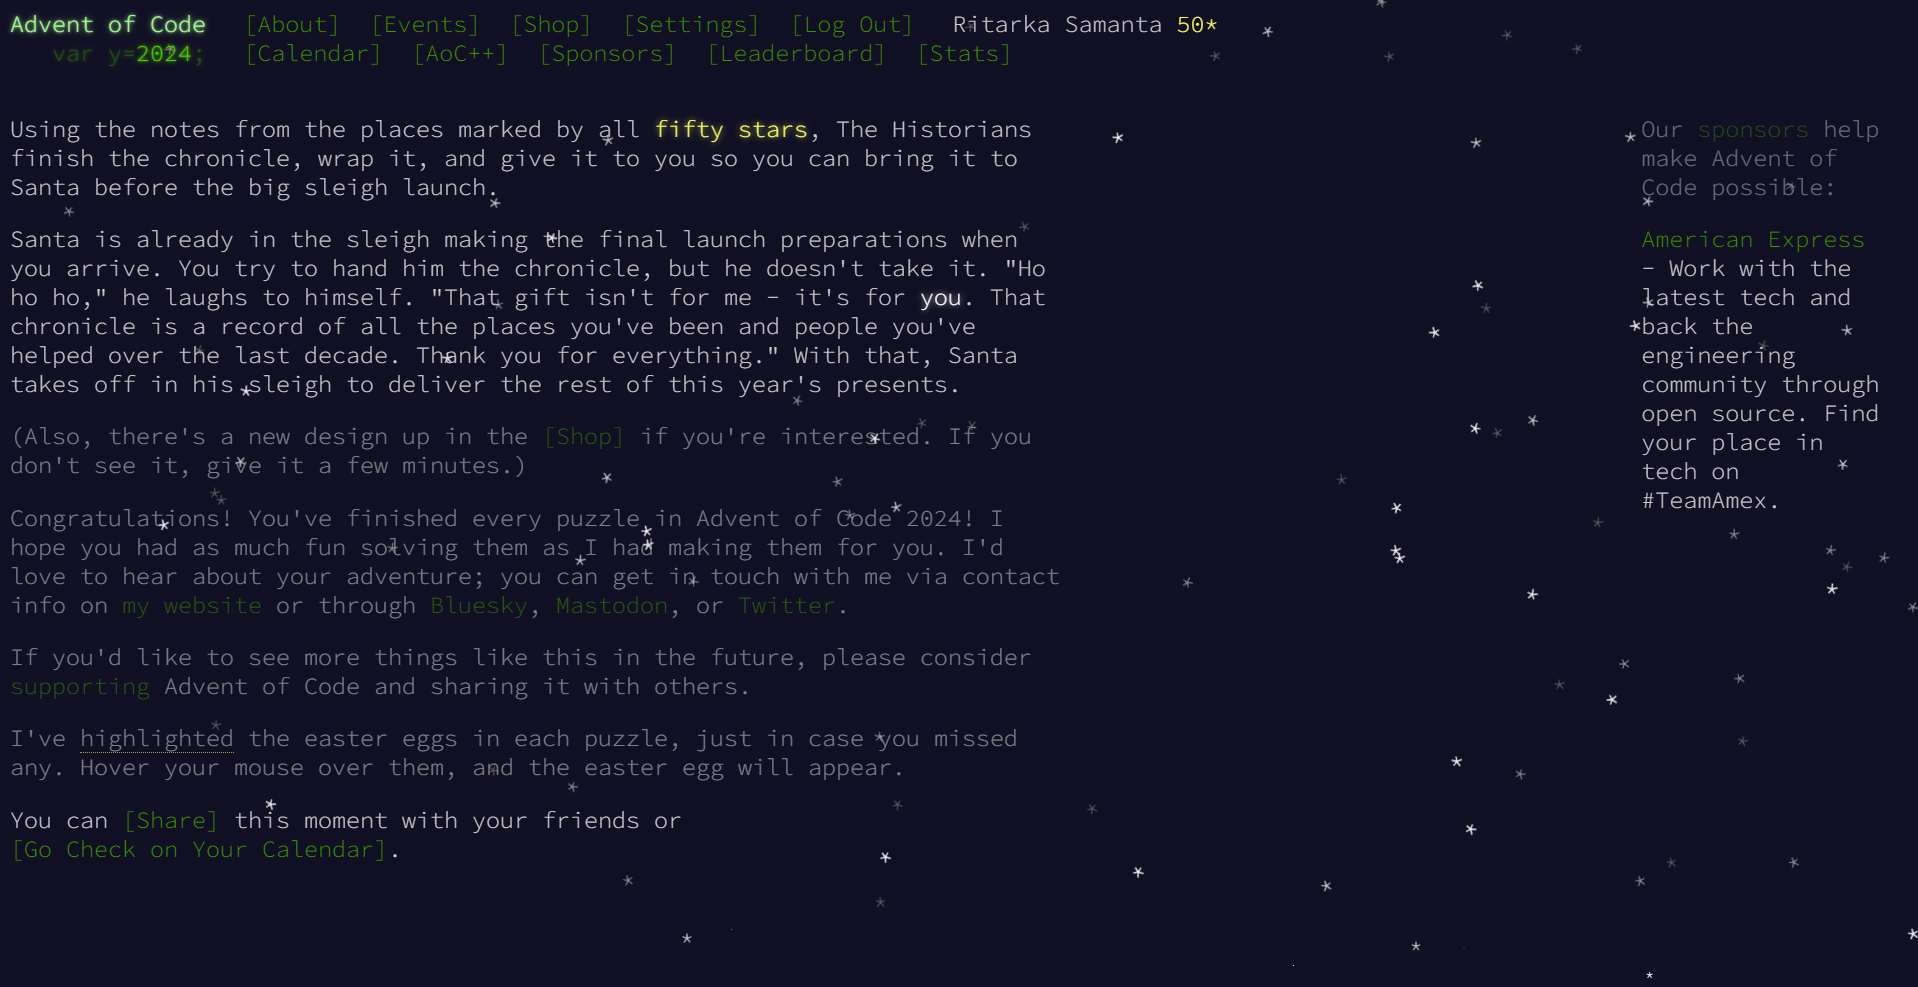 Advent of Code [About] [Events] [Shop] [Settings] [Log Out] Ritarka Samanta 50*
var y=2024; [Calendar] [AoC++] [Sponsors] [Leaderboard] [Stats]
Using the notes from the places marked by all fifty stars, The Historians
finish the chronicle, wrap it, and give it to you so you can bring it to
Santa before the big sleigh launch.
Santa is already in the sleigh making the final launch preparations when
you arrive. You try to hand him the chronicle, but he doesn't take it. "Ho
ho ho," he laughs to himself. "That gift isn't for me - it's for you. That
chronicle is a record of all the places you've been and people you've
helped over the last decade. Thank you for everything." With that, Santa
takes off in his sleigh to deliver the rest of this year's presents.
(Also, there's a new design up in the [Shop] if you're interested. If you
don't see it, give it a few minutes.)
Congratulations! You've finished every puzzle in Advent of Code 2024! I
hope you had as much fun solving them as I had making them for you. I'd
love to hear about your adventure; you can get in touch with me via contact
info on my website or through Bluesky, Mastodon, or Twitter.
If you'd like to see more things like this in the future, please consider
supporting Advent of Code and sharing it with others.
I've highlighted the easter eggs in each puzzle, just in case you missed
any. Hover your mouse over them, and the easter egg will appear.
You can [Share] this moment with your friends or
[Go Check on Your Calendar].
Our sponsors help
make Advent of
Code possible:
American Express
- Work with the
latest tech and
back the
engineering
community through
open source. Find
your place in
tech on
#TeamAmex.